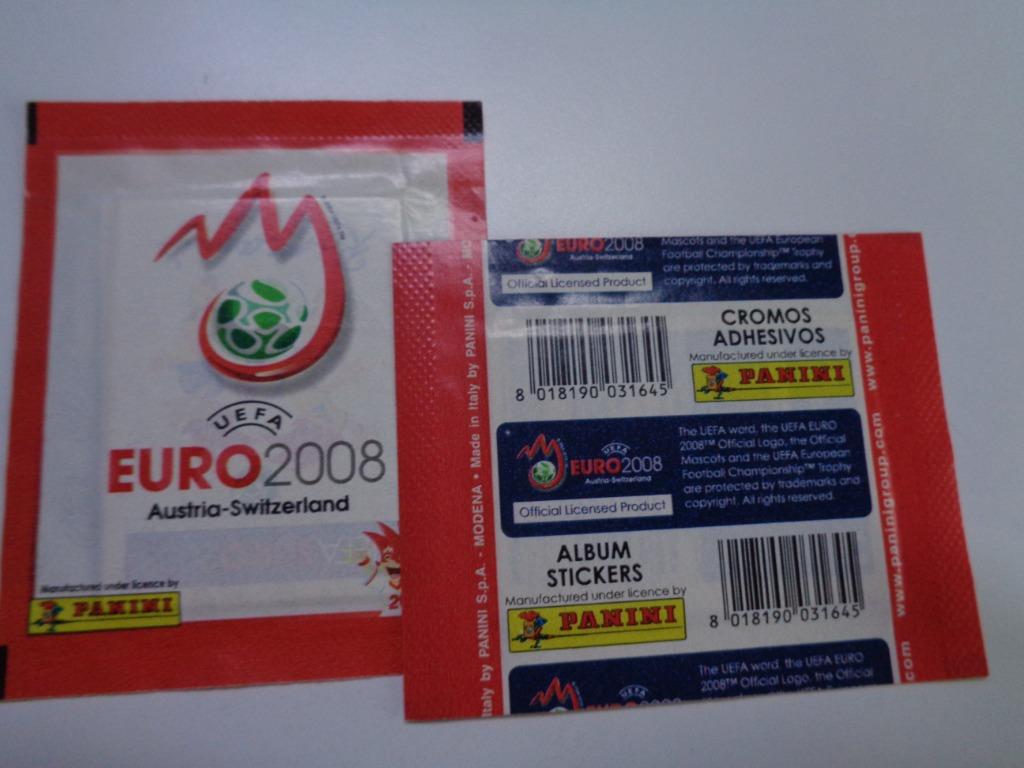 UEFA
EURO2008
Austria-Switzerland
Manufactured under licence by
PANINI
2
Italy by PANINI S.p.A. - MODENA • Made in Italy by PANINI S.p.A. - MO
EURO2008
Austria-Switzerland
Official Licensed Product
Mascots and the UEFA European
Football Championship™ Trophy
are protected by trademarks and
copyright. All rights reserved.
8 018190 031645
CROMOS
ADHESIVOS
Manufactured under licence by
PANINI
UEFA
EURO2008
Austria-Switzerland
Official Licensed Product
The UEFA word, the UEFA EURO
2008™ Official Logo, the Official
Mascots and the UEFA European
Football Championship™ Trophy
are protected by trademarks and
copyright. All rights reserved.
ALBUM
STICKERS
Manufactured under licence by
PANINI
8 018190 031645
UEFA
EURO2008
The UEFA word, the UEFA EURO
2008™ Official Logo, the Official
com
www.paninigroup.com
www.paninigroup.